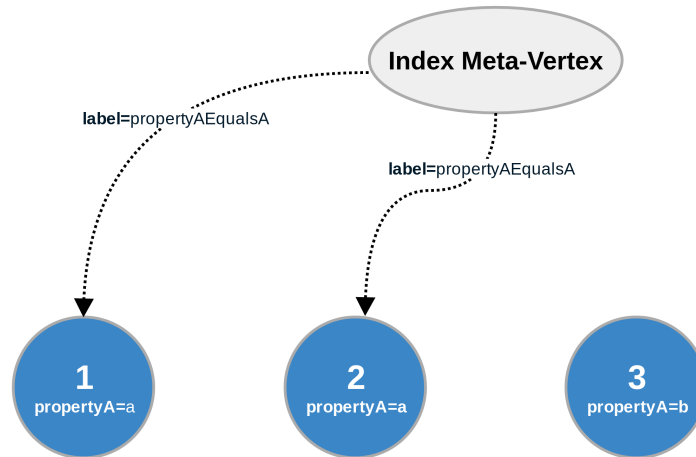 Index Meta-Vertex
label=propertyAEqualsA
label=propertyAEqualsA
1
propertyA=a
2
propertyA=a
3
propertyA=b